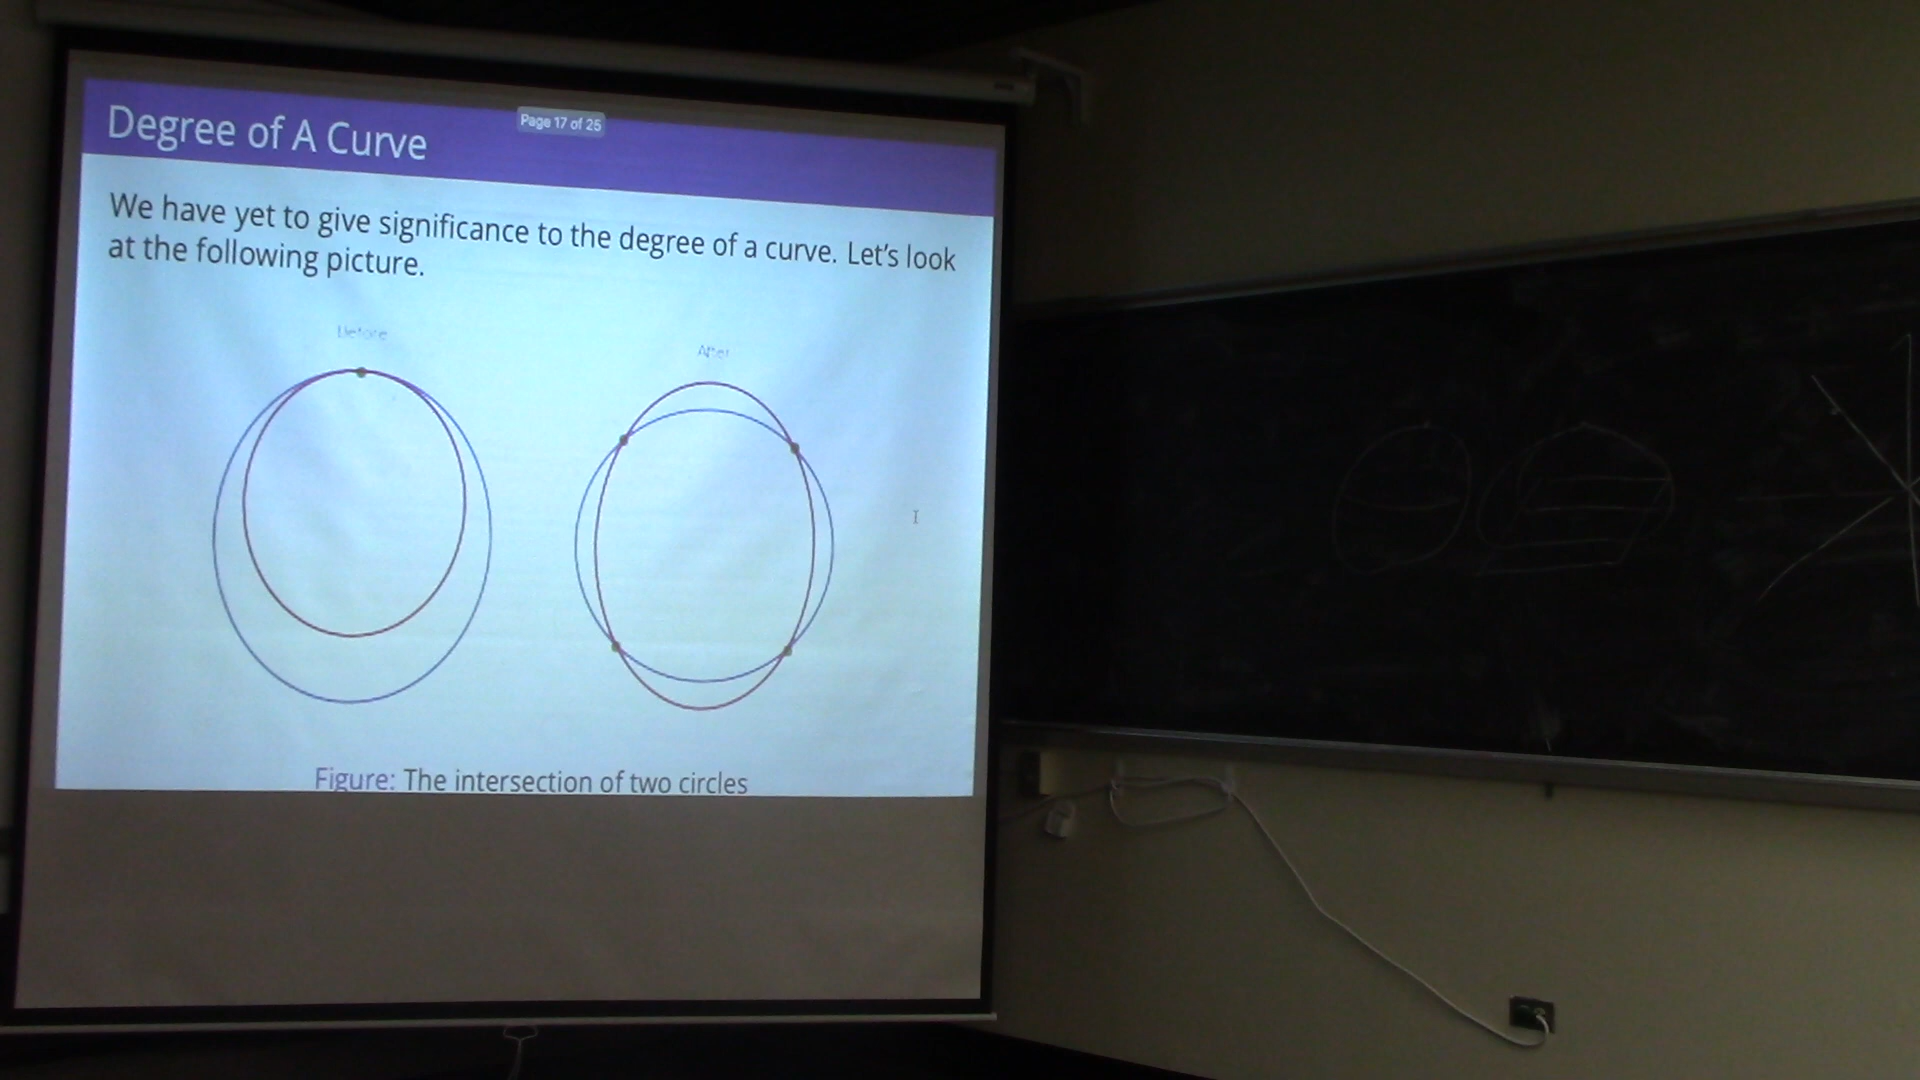 Degree of A Curve
Page 17 of 25
We have yet to give significance to the degree of a curve. Let's look
at the following picture.
Before
After
Figure: The intersection of two circles